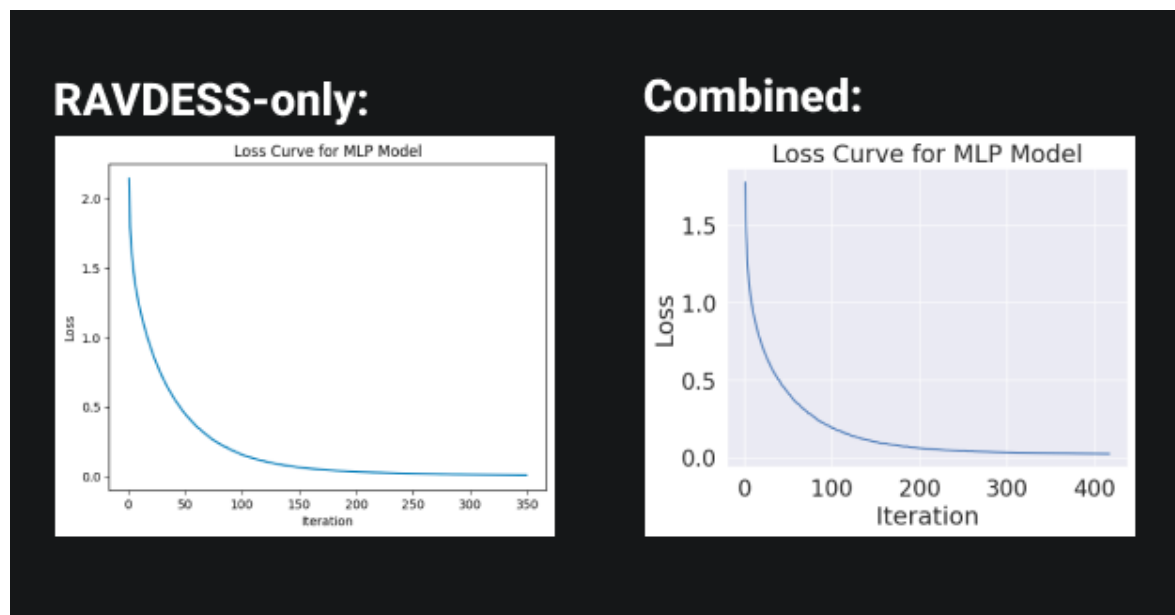 RAVDESS-only:
Loss Curve for MLP Model
2.0
1.5
1.0
0.5
0.0
Loss
0 50 100 150 200 250 300 350
Iteration
Combined:
Loss Curve for MLP Model
1.5
1.0
0.5
0.0
Loss
0 100 200 300 400
Iteration